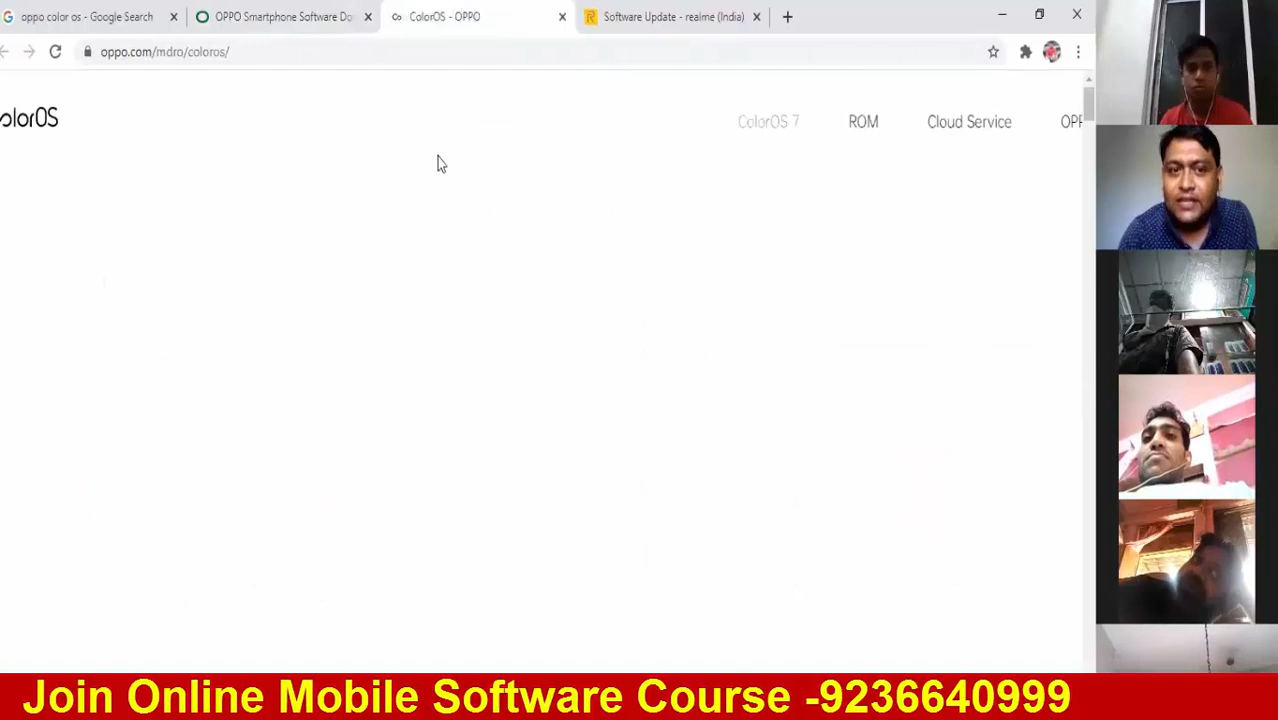 oppo color os - Google Search
OPPO Smartphone Software Do
ColorOS - OPPO
Software Update - realme (India)
oppo.com/mdro/coloros/
olorOS
ColorOS 7
ROM
Cloud Service
OPP
Join Online Mobile Software Course -9236640999